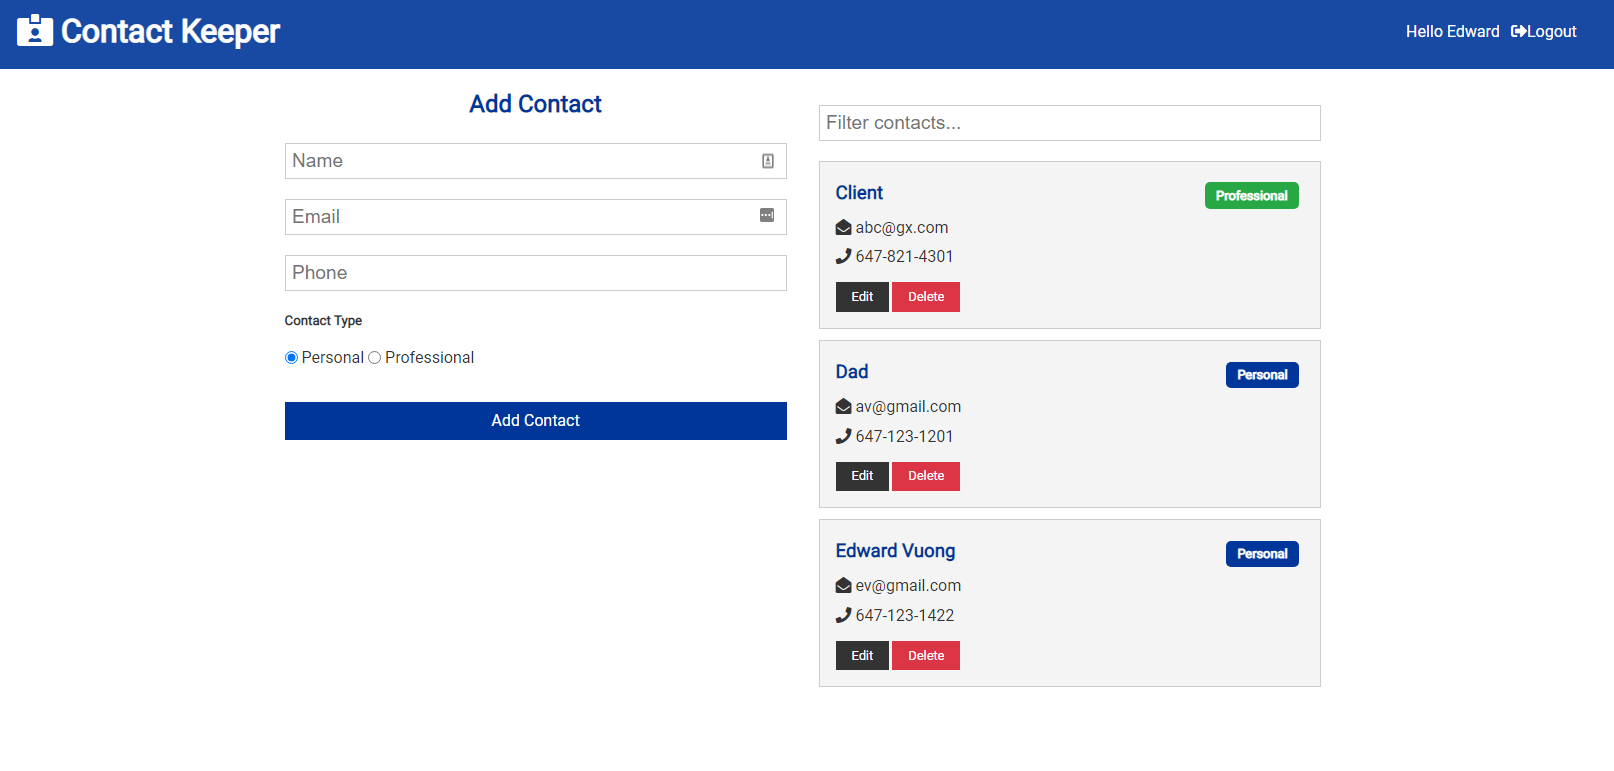 Contact Keeper
Hello Edward Logout
Add Contact
Name
Email
Phone
Contact Type
Personal Professional
Add Contact
Filter contacts...
Client
Professional
abc@gx.com
647-821-4301
Edit Delete
Dad
Personal
av@gmail.com
647-123-1201
Edit Delete
Edward Vuong
Personal
ev@gmail.com
647-123-1422
Edit Delete